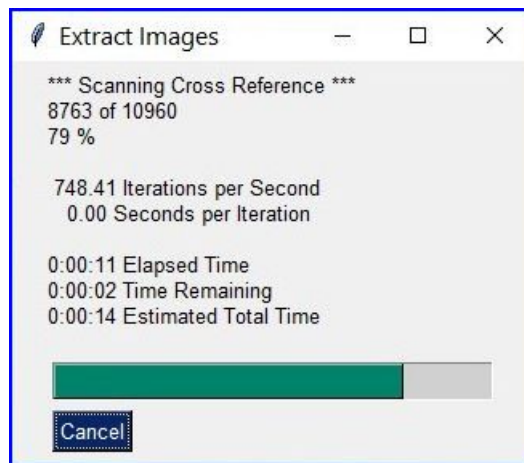 Extract Images
*** Scanning Cross Reference ***
8763 of 10960
79 %
748.41 Iterations per Second
0.00 Seconds per Iteration
0:00:11 Elapsed Time
0:00:02 Time Remaining
0:00:14 Estimated Total Time
Cancel